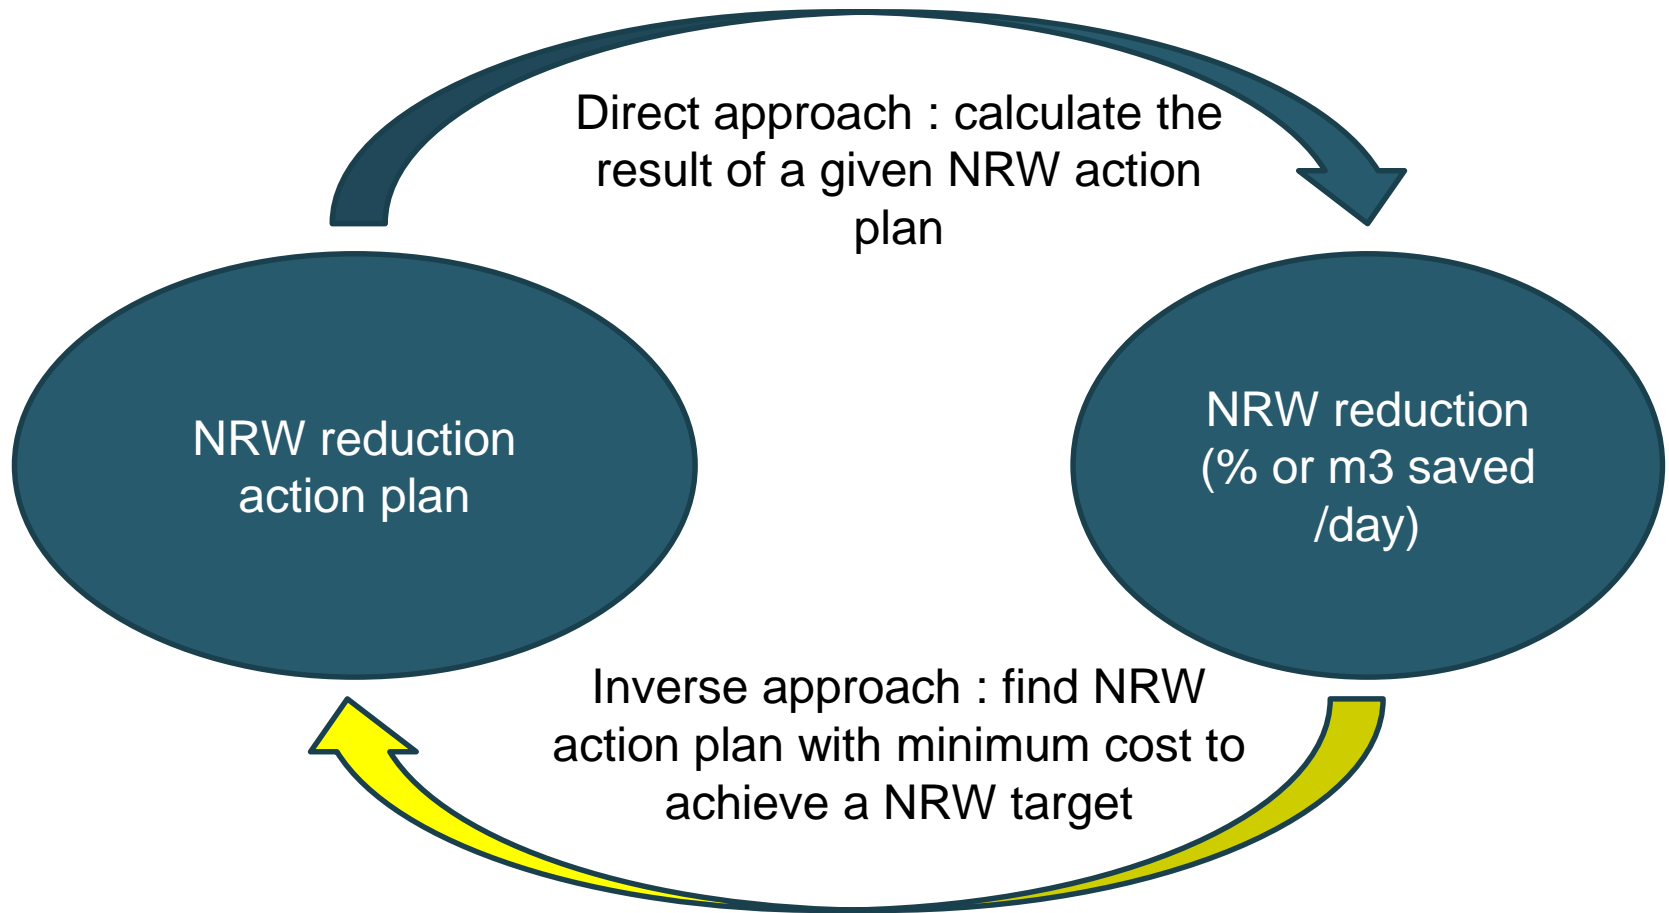 Direct approach : calculate the
result of a given NRW action
plan
NRW reduction
action plan
NRW reduction
(% or m3 saved
/day)
Inverse approach : find NRW
action plan with minimum cost to
achieve a NRW target